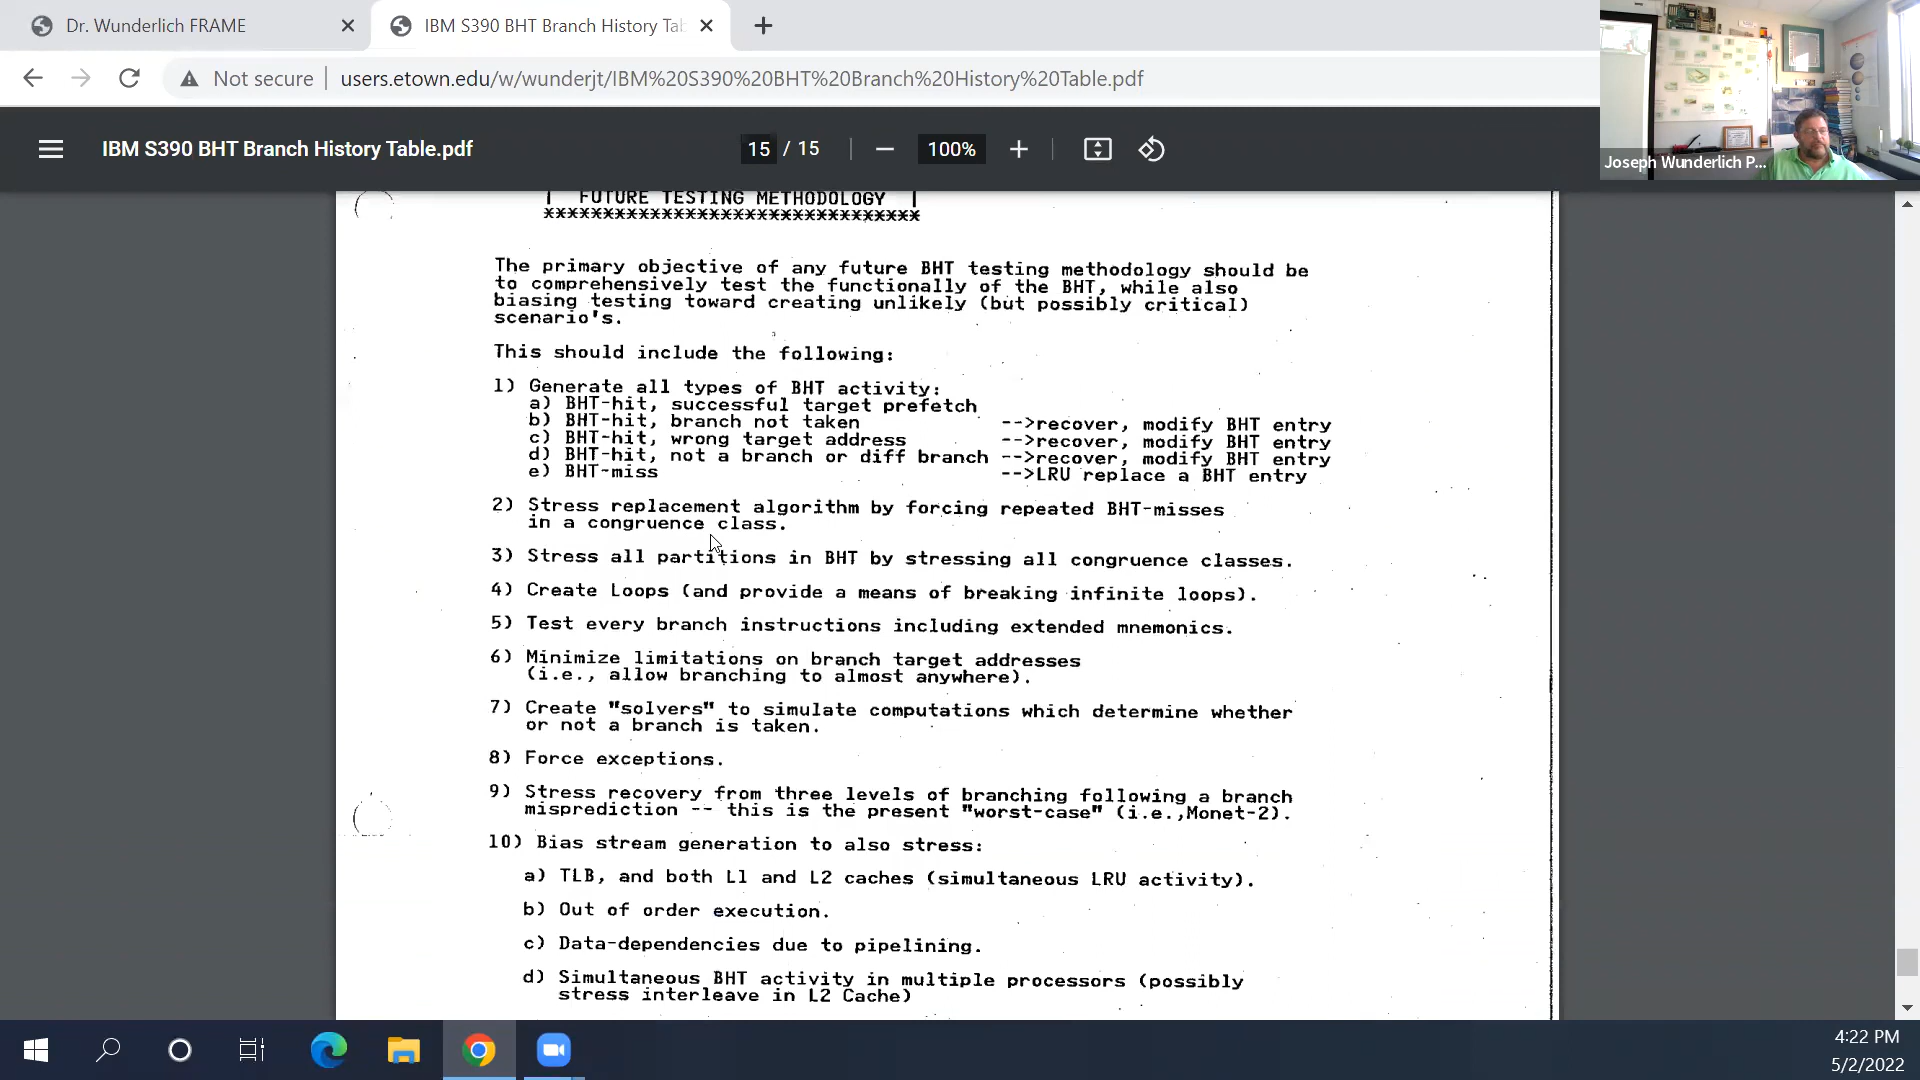 Dr. Wunderlich FRAME
IBM S390 BHT Branch History Ta
Not secure
users.etown.edu/w/wunderjt/IBM%20S390%20BHT%20Branch%20History%20Table.pdf
Joseph Wunderlich P...
IBM S390 BHT Branch History Table.pdf
15 / 15
100%
| FUTURE TESTING METHODOLOGY |
********************************
The primary objective of any future BHT testing methodology should be
to comprehensively test the functionally of the BHT, while also
biasing testing toward creating unlikely (but possibly critical)
scenario's.
This should include the following:
1) Generate all types of BHT activity:
a) BHT-hit, successful target prefetch
b) BHT-hit, branch not taken -->recover, modify BHT entry
c) BHT-hit, wrong target address -->recover, modify BHT entry
d) BHT-hit, not a branch or diff branch -->recover, modify BHT entry
e) BHT-miss -->LRU replace a BHT entry
2) Stress replacement algorithm by forcing repeated BHT-misses
in a congruence class.
3) Stress all partitions in BHT by stressing all congruence classes.
4) Create Loops (and provide a means of breaking infinite loops).
5) Test every branch instructions including extended mnemonics.
6) Minimize limitations on branch target addresses
(i.e., allow branching to almost anywhere).
7) Create "solvers" to simulate computations which determine whether
or not a branch is taken.
8) Force exceptions.
9) Stress recovery from three levels of branching following a branch
misprediction -- this is the present "worst-case" (i.e.,Monet-2).
10) Bias stream generation to also stress:
a) TLB, and both L1 and L2 caches (simultaneous LRU activity).
b) Out of order execution.
c) Data-dependencies due to pipelining.
d) Simultaneous BHT activity in multiple processors (possibly
stress interleave in L2 Cache)
4:22 PM
5/2/2022